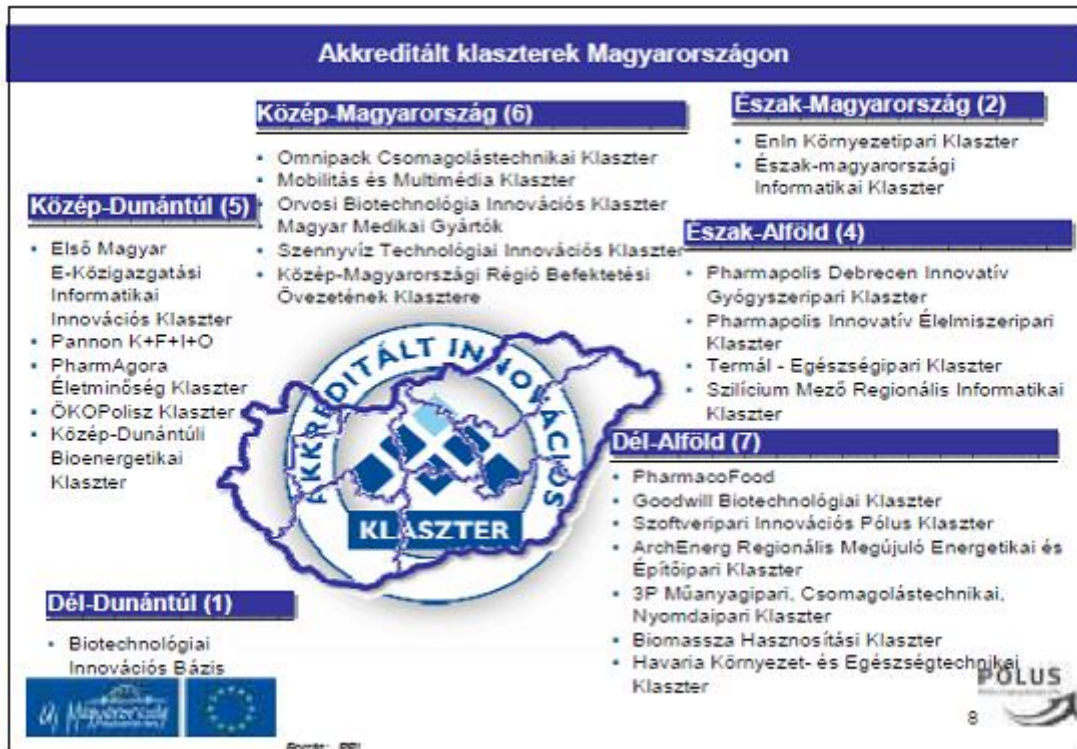 Akkreditált klaszterek Magyarországon
Közép-Magyarország (6)
• Omnipack Csomagolástechnikai Klaszter
• Mobilitás és Multimédia Klaszter
• Orvosi Biotechnológia Innovációs Klaszter
Magyar Medikai Gyártók
• Szennyvíz Technológiai Innovációs Klaszter
• Közép-Magyarországi Régió Befektetési
Övezetének Klasztere
Észak-Magyarország (2)
• EnIn Környezetipari Klaszter
• Észak-magyarországi
Informatikai Klaszter
Közép-Dunántúl (5)
• Első Magyar
E-Közigazgatási
Informatikai
Innovációs Klaszter
• Pannon K+F+I+O
• PharmAgora
Életminőség Klaszter
• ÖKOPolisz Klaszter
• Közép-Dunántúli
Bioenergetikai
Klaszter
Észak-Alföld (4)
• Pharmapolis Debrecen Innovatív
Gyógyszeripari Klaszter
• Pharmapolis Innovatív Élelmiszeripari
Klaszter
• Termál - Egészségipari Klaszter
• Szilícium Mező Regionális Informatikai
Klaszter
AKKREDITÁLT INNOVÁCIÓS
KLASZTER
Dél-Alföld (7)
• PharmacoFood
• Goodwill Biotechnológiai Klaszter
• Szoftveripari Innovációs Pólus Klaszter
• ArchEnerg Regionális Megújuló Energetikai és
Építőipari Klaszter
• 3P Műanyagipari, Csomagolástechnikai,
Nyomdaipari Klaszter
• Biomassza Hasznosítási Klaszter
• Havaria Környezet- és Egészségtechnikai
Klaszter
Dél-Dunántúl (1)
• Biotechnológiai
Innovációs Bázis
Új Magyarország
PÓLUS
8
Forrás: